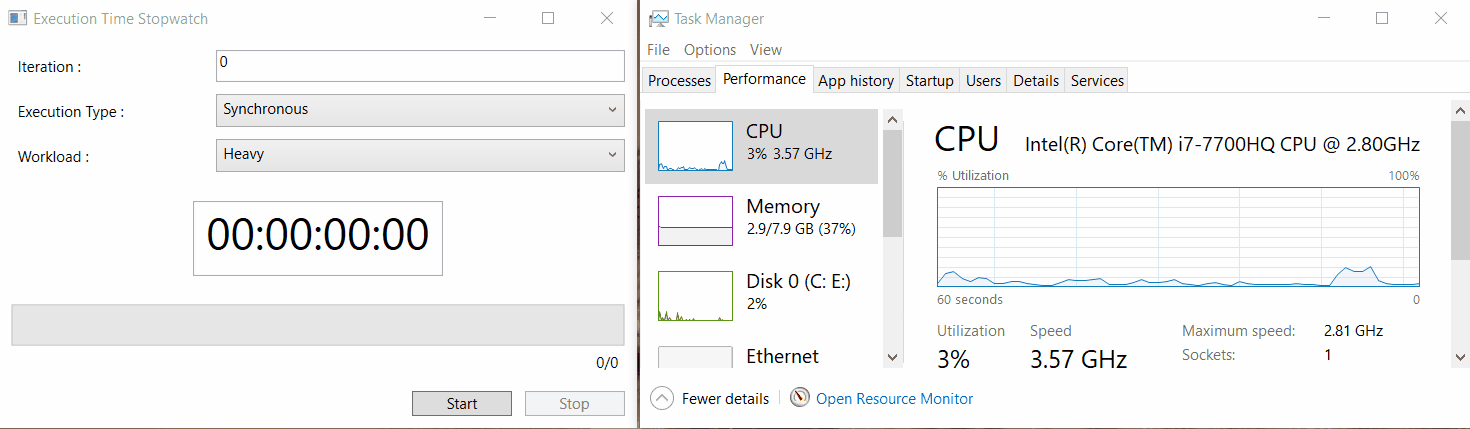 Execution Time Stopwatch
Iteration :
0
Execution Type :
Synchronous
Workload :
Heavy
00:00:00:00
0/0
Start
Stop
Task Manager
File Options View
Processes Performance App history Startup Users Details Services
CPU
3% 3.57 GHz
Memory
2.9/7.9 GB (37%)
Disk 0 (C: E:)
2%
Ethernet
CPU Intel(R) Core(TM) i7-7700HQ CPU @ 2.80GHz
% Utilization 100%
60 seconds 0
Utilization Speed Maximum speed: 2.81 GHz
3% 3.57 GHz Sockets: 1
Fewer details Open Resource Monitor